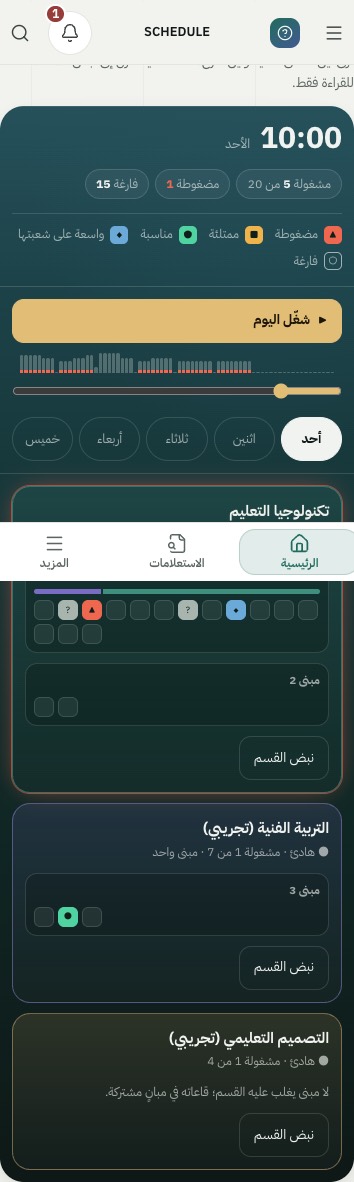 1
SCHEDULE
للقراءة فقط.
10:00 الأحد
مشغولة 5 من 20
مضغوطة 1
فارغة 15
مضغوطة
ممتلئة
مناسبة
واسعة على شعبتها
فارغة
شغّل اليوم
أحد
اثنين
ثلاثاء
أربعاء
خميس
تكنولوجيا التعليم
الرئيسية
الاستعلامات
المزيد
?
?
مبنى 2
نبض القسم
التربية الفنية (تجريبي)
هادئ · مشغولة 1 من 7 · مبنى واحد
مبنى 3
نبض القسم
التصميم التعليمي (تجريبي)
هادئ · مشغولة 1 من 4
لا مبنى يغلب عليه القسم؛ قاعاته في مبانٍ مشتركة.
نبض القسم